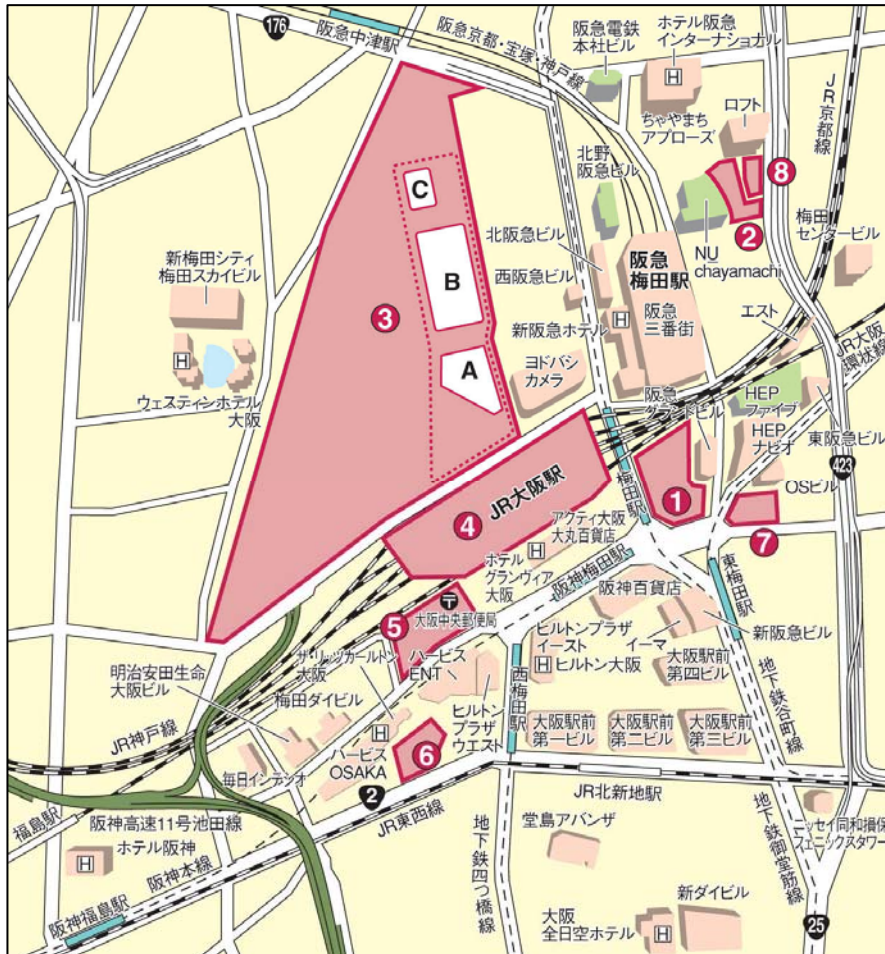 176
阪急中津駅
阪急京都・宝塚・神戸線
阪急電鉄
本社ビル
ホテル阪急
インターナショナル
H
ちゃやまち
アプローズ
ロフト
JR京都線
8
2
梅田
センタービル
北野
阪急ビル
NU
chayamachi
C
B
A
3
新梅田シティ
梅田スカイビル
H
ウェスティンホテル
大阪
北阪急ビル
西阪急ビル
新阪急ホテル
H
阪急
梅田駅
阪急
三番街
エスト
JR大阪
環状線
ヨドバシ
カメラ
阪急
グランドビル
HEP
ファイブ
HEP
ナビオ
東阪急ビル
423
OSビル
梅田駅
1
7
JR大阪駅
4
アクティ大阪
大丸百貨店
H
ホテル
グランヴィア
大阪
阪神梅田駅
阪神百貨店
東梅田駅
〒
大阪中央郵便局
5
ハービス
ENT
ザ・リッツカールトン
大阪
明治安田生命
大阪ビル
梅田ダイビル
ヒルトンプラザ
イースト
H
ヒルトン大阪
イーマ
新阪急ビル
大阪駅前
第四ビル
地下鉄谷町線
JR神戸線
西梅田駅
ヒルトン
プラザ
ウエスト
大阪駅前
第一ビル
大阪駅前
第二ビル
大阪駅前
第三ビル
H
ハービス
OSAKA
6
毎日インテシオ
2
JR北新地駅
JR東西線
福島駅
阪神高速11号池田線
H
ホテル阪神
阪神本線
阪神福島駅
地下鉄四つ橋線
堂島アバンザ
地下鉄御堂筋線
ニッセイ同和損保
フェニックスタワー
新ダイビル
大阪
全日空ホテル
H
25